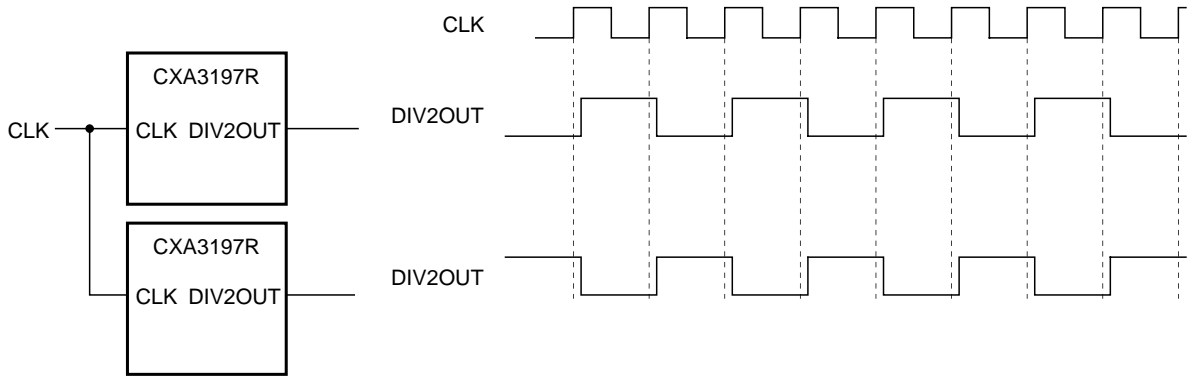 CXA3197R
CLK
CLK DIV2OUT
CXA3197R
CLK DIV2OUT
CLK
DIV2OUT
DIV2OUT